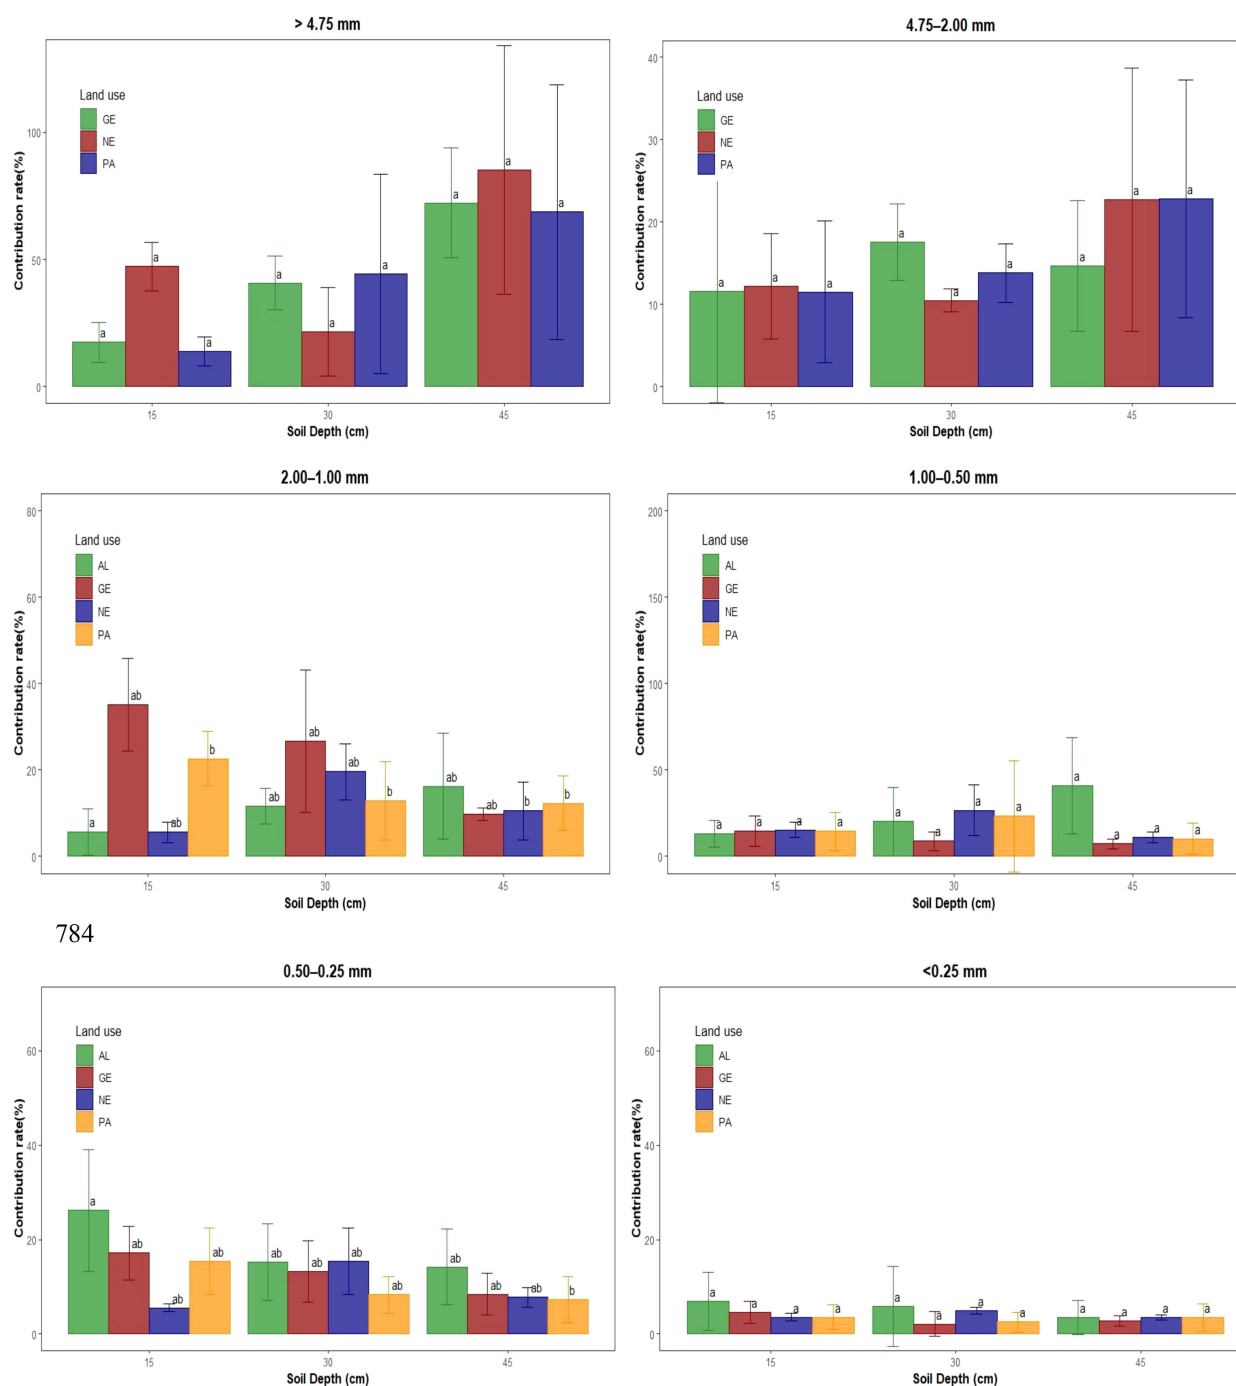 > 4.75 mm
Contribution rate(%)
100
50
0
Land use
GE
NE
PA
a
a
a
a
a
a
a
a
a
15
30
45
Soil Depth (cm)
4.75–2.00 mm
Contribution rate(%)
40
30
20
10
0
Land use
GE
NE
PA
a
a
a
a
a
a
a
a
a
15
30
45
Soil Depth (cm)
2.00–1.00 mm
Contribution rate(%)
80
60
40
20
0
Land use
AL
GE
NE
PA
a
ab
ab
b
ab
ab
ab
b
ab
ab
b
b
15
30
45
Soil Depth (cm)
1.00–0.50 mm
Contribution rate(%)
200
150
100
50
0
Land use
AL
GE
NE
PA
a
a
a
a
a
a
a
a
a
a
a
a
15
30
45
Soil Depth (cm)
784
0.50–0.25 mm
Contribution rate(%)
60
40
20
0
Land use
AL
GE
NE
PA
a
ab
ab
ab
ab
ab
ab
ab
ab
ab
ab
b
15
30
45
Soil Depth (cm)
<0.25 mm
Contribution rate(%)
60
40
20
0
Land use
AL
GE
NE
PA
a
a
a
a
a
a
a
a
a
a
a
a
15
30
45
Soil Depth (cm)